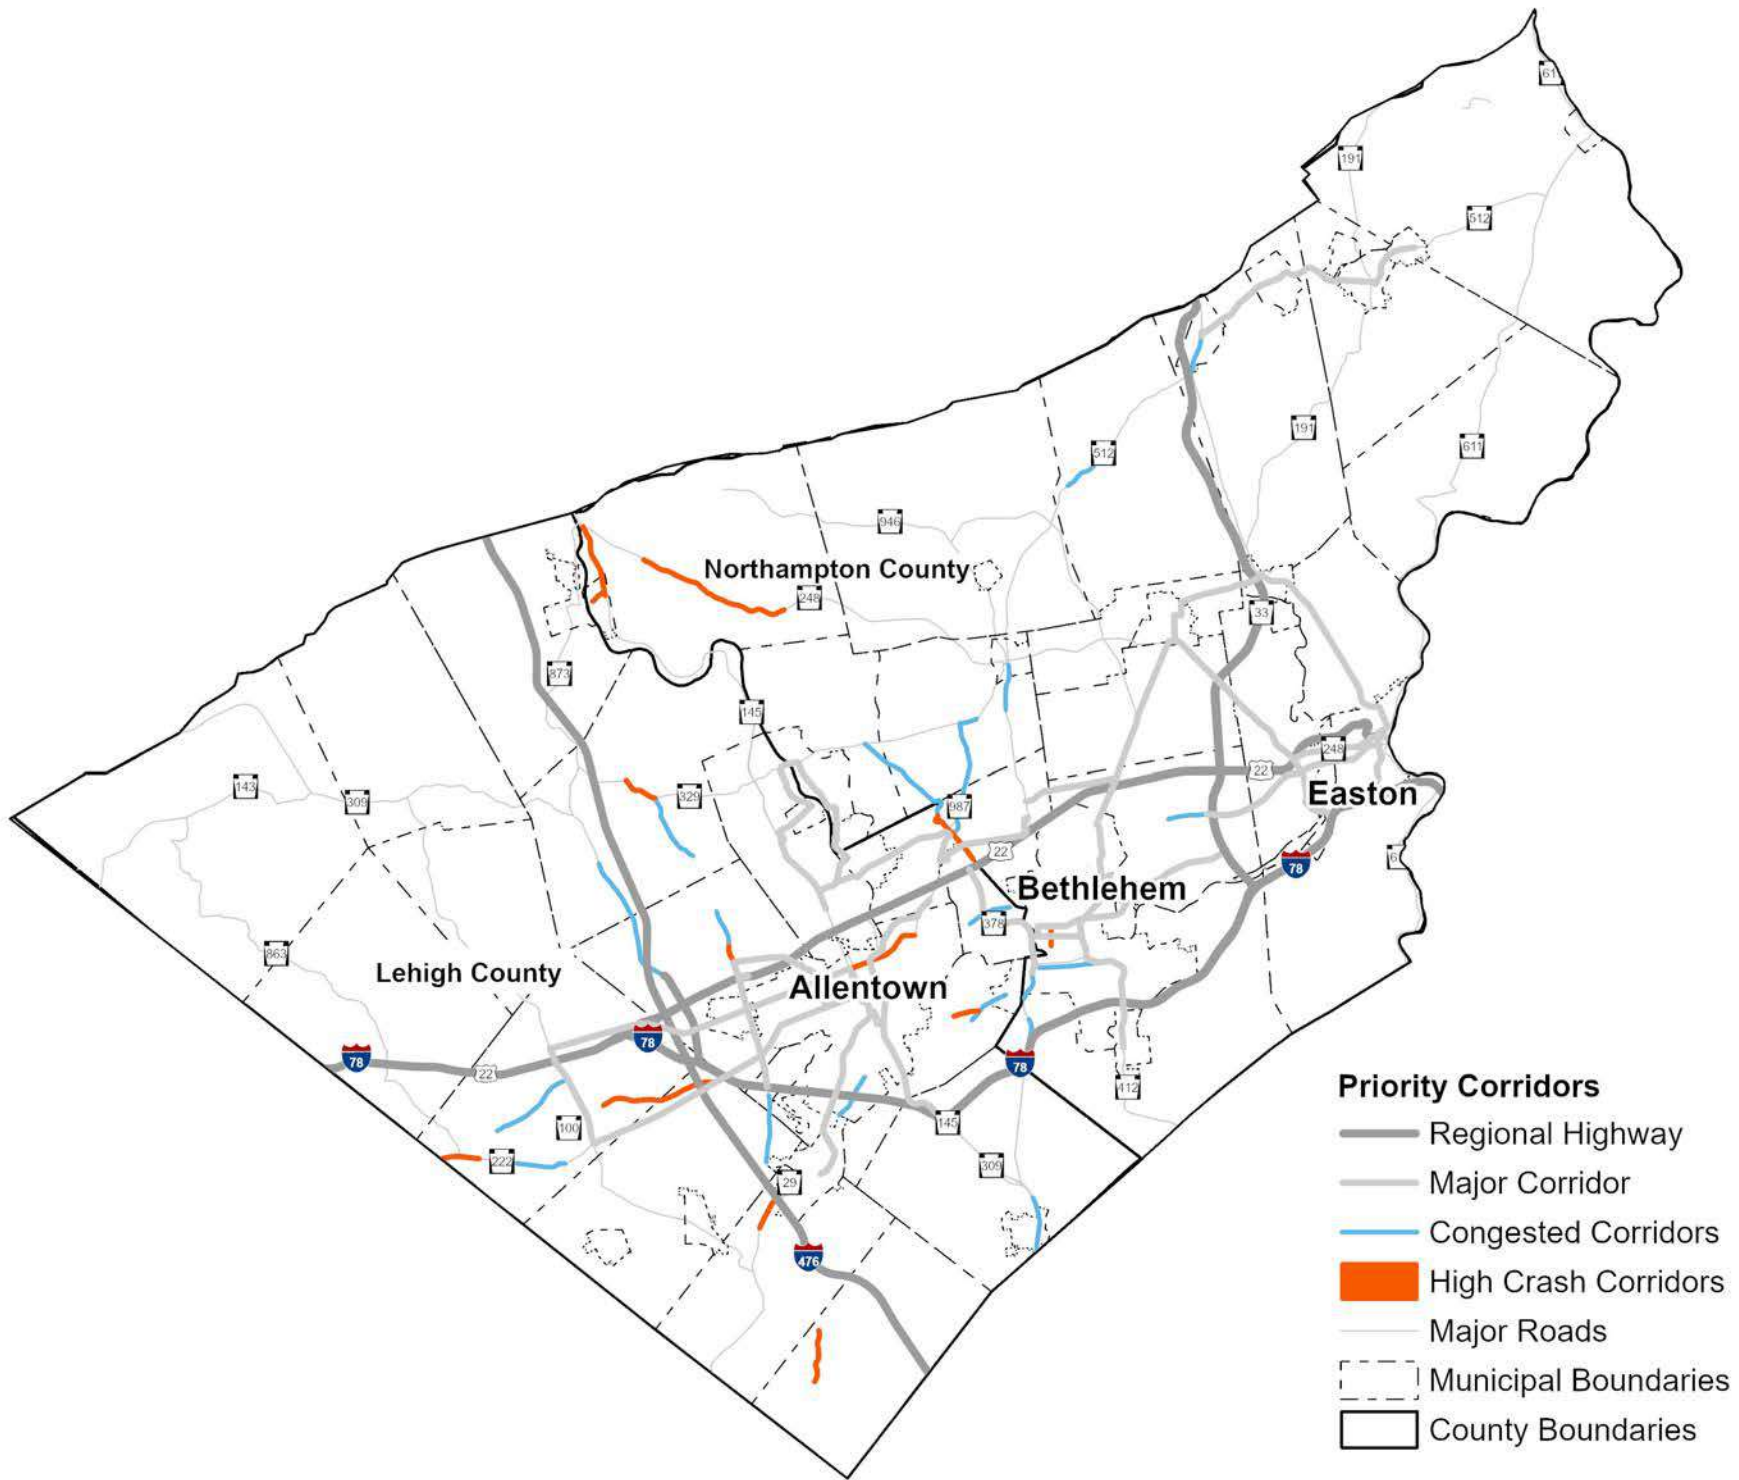 61
191
512
512
191
611
946
Northampton County
248
33
873
145
248
22
143
309
329
987
Easton
22
6
78
Bethlehem
378
863
Lehigh County
Allentown
78
78
22
78
412
Priority Corridors
100
145
Regional Highway
222
309
29
Major Corridor
Congested Corridors
476
High Crash Corridors
Major Roads
Municipal Boundaries
County Boundaries